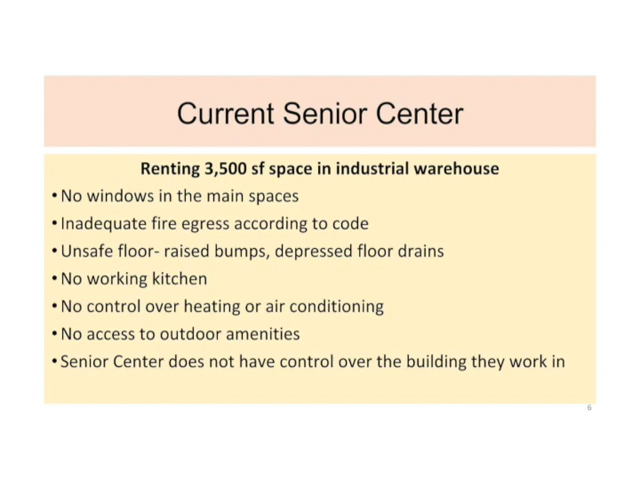 Current Senior Center
Renting 3,500 sf space in industrial warehouse
•No windows in the main spaces
•Inadequate fire egress according to code
•Unsafe floor- raised bumps, depressed floor drains
•No working kitchen
•No control over heating or air conditioning
•No access to outdoor amenities
•Senior Center does not have control over the building they work in
6